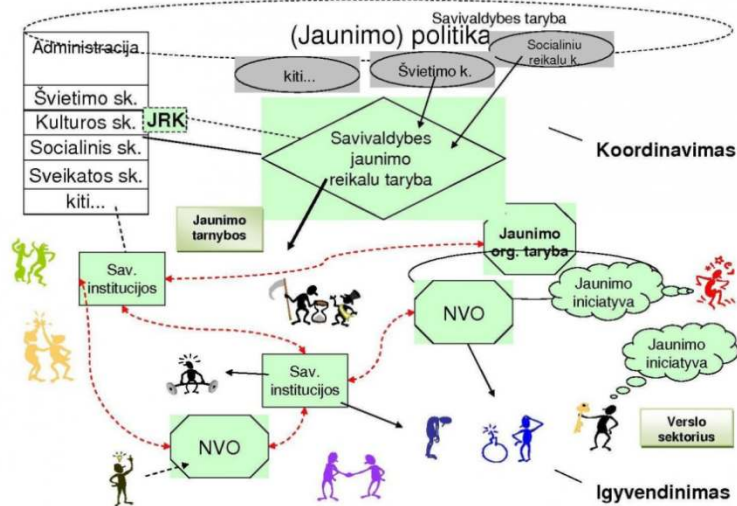 Savivaldybes taryba
(Jaunimo) politika
Administracija
Socialiniu
reikalu k.
Švietimo k.
kiti...
Švietimo sk.
Kulturos sk.
JRK
Socialinis sk.
Sveikatos sk.
kiti...
Savivaldybes
jaunimo
reikalu taryba
Koordinavimas
Jaunimo
tarnybos
Jaunimo
org. taryba
Sav.
institucijos
Jaunimo
iniciatyva
NVO
Jaunimo
iniciatyva
Sav.
institucijos
NVO
Verslo
sektorius
Igyvendinimas